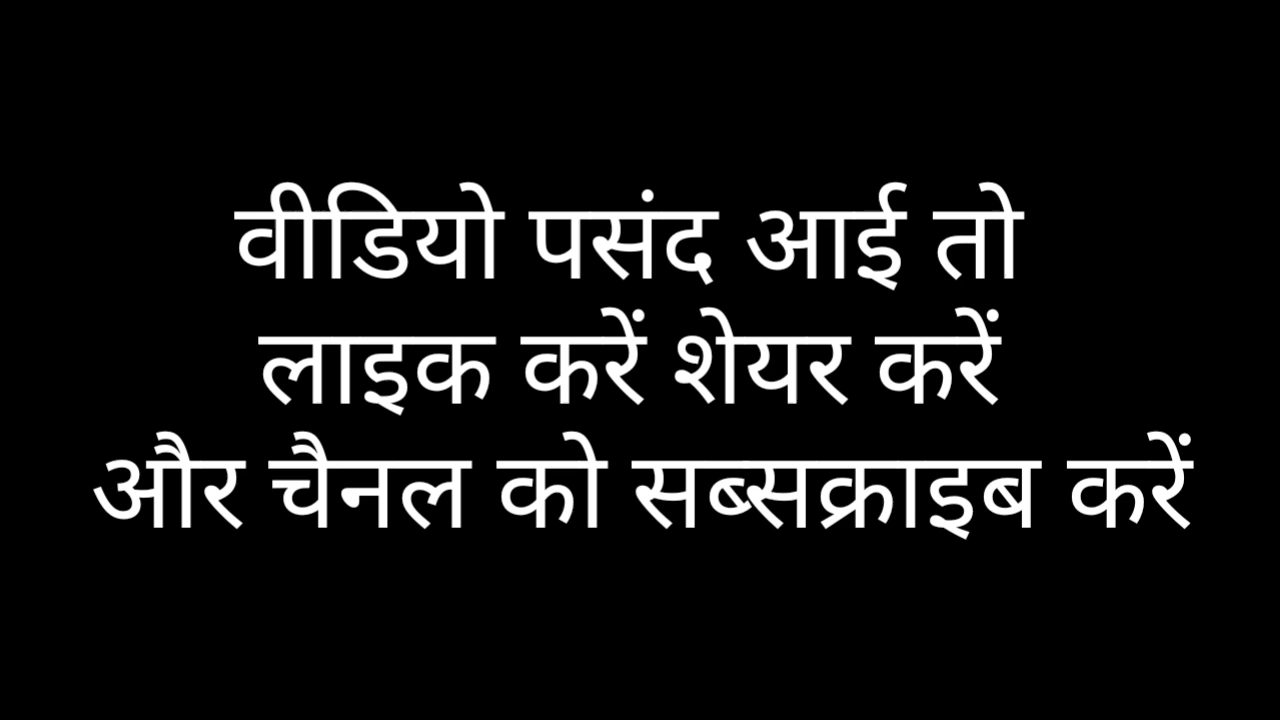 वीडियो पसंद आई तो
लाइक करें शेयर करें
और चैनल को सब्सक्राइब करें